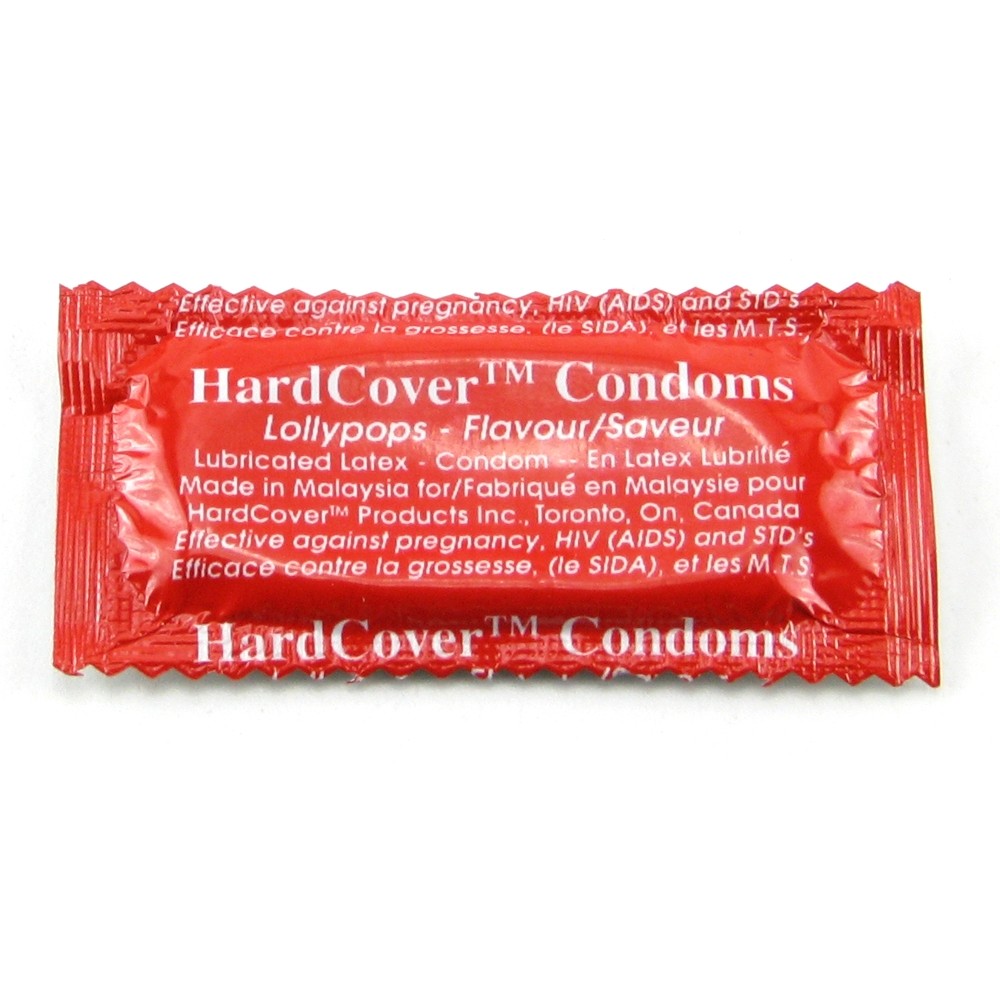 Effective against pregnancy, HIV (AIDS) and STD's
Efficace contre la grossesse, (le SIDA), et les M.T.S.
HardCover™ Condoms
Lollypops - Flavour/Saveur
Lubricated Latex - Condom -- En Latex Lubrifié
Made in Malaysia for/Fabriqué en Malaysie pour
HardCover™ Products Inc., Toronto, On, Canada
Effective against pregnancy, HIV (AIDS) and STD's
Efficace contre la grossesse, (le SIDA), et les M.T.S.
HardCover™ Condoms